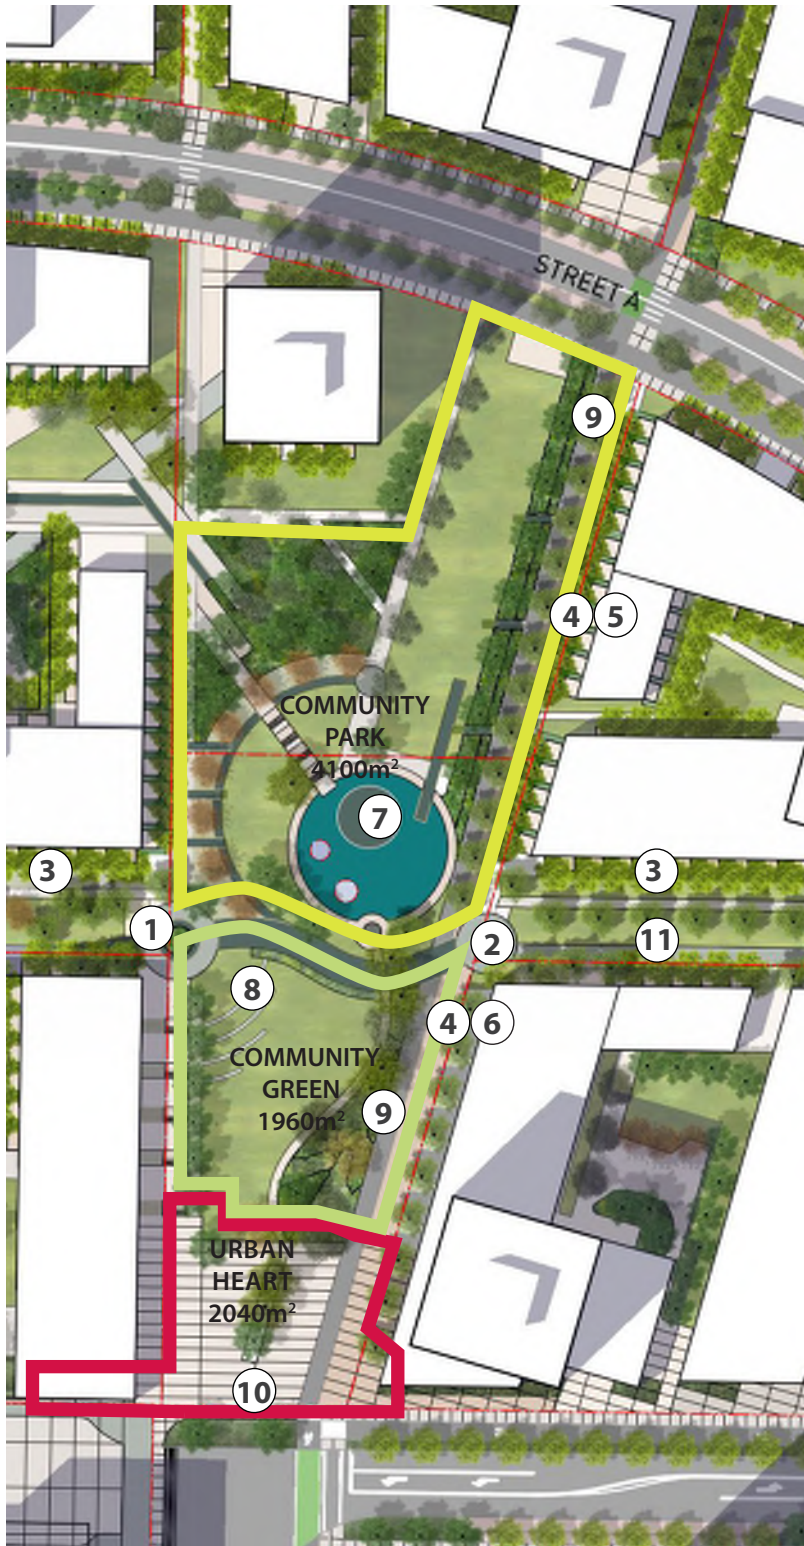 STREET A
9
4 5
COMMUNITY
PARK
4100m²
7
3
3
1
2
11
8
4 6
COMMUNITY
GREEN
1960m²
9
URBAN
HEART
2040m²
10